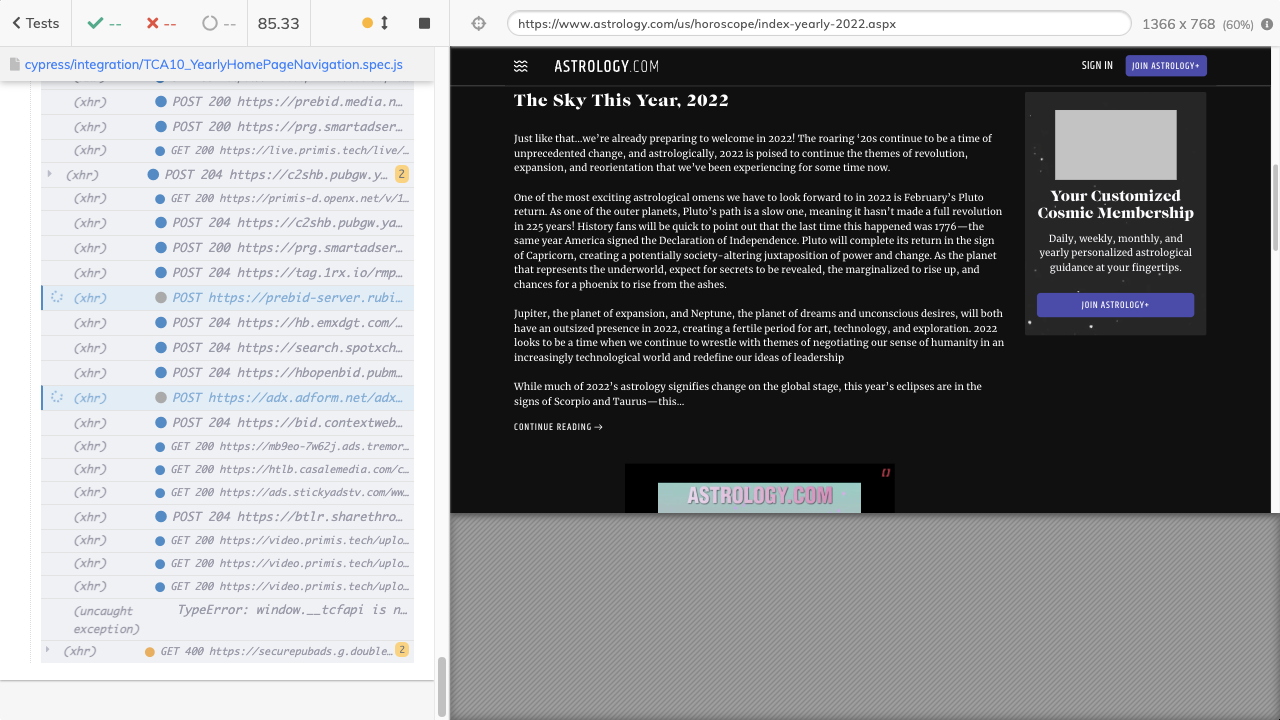 Tests
--
--
--
85.33
https://www.astrology.com/us/horoscope/index-yearly-2022.aspx
1366 x 768 (60%)
cypress/integration/TCA10_YearlyHomePageNavigation.spec.js
(xhr) POST 200 https://prebid.media.n…
(xhr) POST 200 https://prg.smartadser…
(xhr) GET 200 https://live.primis.tech/live/…
(xhr) POST 204 https://c2shb.pubgw.y… 2
(xhr) GET 200 https://primis-d.openx.net/v/1…
(xhr) POST 204 https://c2shb.pubgw.ya…
(xhr) POST 200 https://prg.smartadser…
(xhr) POST 204 https://tag.1rx.io/rmp…
(xhr) POST https://prebid-server.rubi…
(xhr) POST 204 https://hb.emxdgt.com/…
(xhr) POST 204 https://search.spotxch…
(xhr) POST 204 https://hbopenbid.pubm…
(xhr) POST https://adx.adform.net/adx…
(xhr) POST 204 https://bid.contextweb…
(xhr) GET 200 https://mb9eo-7w62j.ads.tremor…
(xhr) GET 200 https://htlb.casalemedia.com/c…
(xhr) GET 200 https://ads.stickyadstv.com/ww…
(xhr) POST 204 https://btlr.sharethro…
(xhr) GET 200 https://video.primis.tech/uplo…
(xhr) GET 200 https://video.primis.tech/uplo…
(xhr) GET 200 https://video.primis.tech/uplo…
(uncaught exception) TypeError: window.__tcfapi is n…
(xhr) GET 400 https://securepubads.g.double… 2
ASTROLOGY.COM
SIGN IN
JOIN ASTROLOGY+
The Sky This Year, 2022
Just like that…we’re already preparing to welcome in 2022! The roaring ‘20s continue to be a time of
unprecedented change, and astrologically, 2022 is poised to continue the themes of revolution,
expansion, and reorientation that we’ve been experiencing for some time now.
One of the most exciting astrological omens we have to look forward to in 2022 is February’s Pluto
return. As one of the outer planets, Pluto’s path is a slow one, meaning it hasn’t made a full revolution
in 225 years! History fans will be quick to point out that the last time this happened was 1776—the
same year America signed the Declaration of Independence. Pluto will complete its return in the sign
of Capricorn, creating a potentially society-altering juxtaposition of power and change. As the planet
that represents the underworld, expect for secrets to be revealed, the marginalized to rise up, and
chances for a phoenix to rise from the ashes.
Jupiter, the planet of expansion, and Neptune, the planet of dreams and unconscious desires, will both
have an outsized presence in 2022, creating a fertile period for art, technology, and exploration. 2022
looks to be a time when we continue to wrestle with themes of negotiating our sense of humanity in an
increasingly technological world and redefine our ideas of leadership
While much of 2022’s astrology signifies change on the global stage, this year’s eclipses are in the
signs of Scorpio and Taurus—this…
CONTINUE READING →
Your Customized
Cosmic Membership
Daily, weekly, monthly, and
yearly personalized astrological
guidance at your fingertips.
JOIN ASTROLOGY+
ASTROLOGY.COM